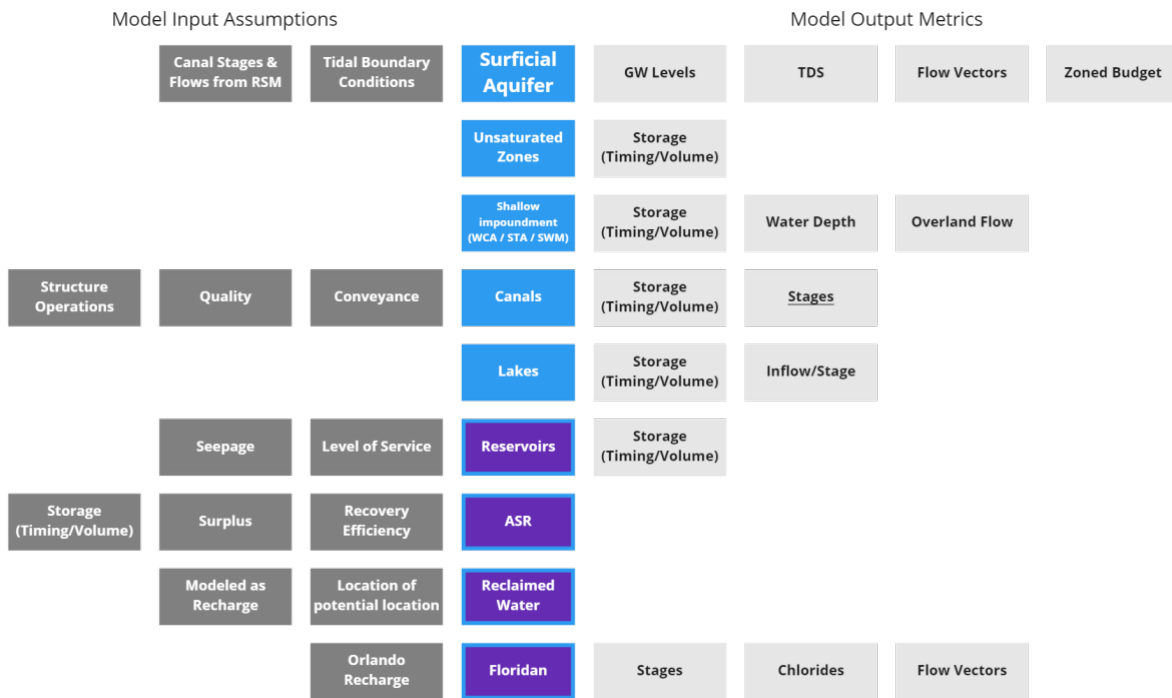 Model Input Assumptions
Model Output Metrics
Canal Stages &
Flows from RSM
Tidal Boundary
Conditions
Surficial
Aquifer
GW Levels
TDS
Flow Vectors
Zoned Budget
Unsaturated
Zones
Storage
(Timing/Volume)
Shallow
impoundment
(WCA / STA / SWM)
Storage
(Timing/Volume)
Water Depth
Overland Flow
Structure
Operations
Quality
Conveyance
Canals
Storage
(Timing/Volume)
Stages
Lakes
Storage
(Timing/Volume)
Inflow/Stage
Seepage
Level of Service
Reservoirs
Storage
(Timing/Volume)
Storage
(Timing/Volume)
Surplus
Recovery
Efficiency
ASR
Modeled as
Recharge
Location of
potential location
Reclaimed
Water
Orlando
Recharge
Floridan
Stages
Chlorides
Flow Vectors